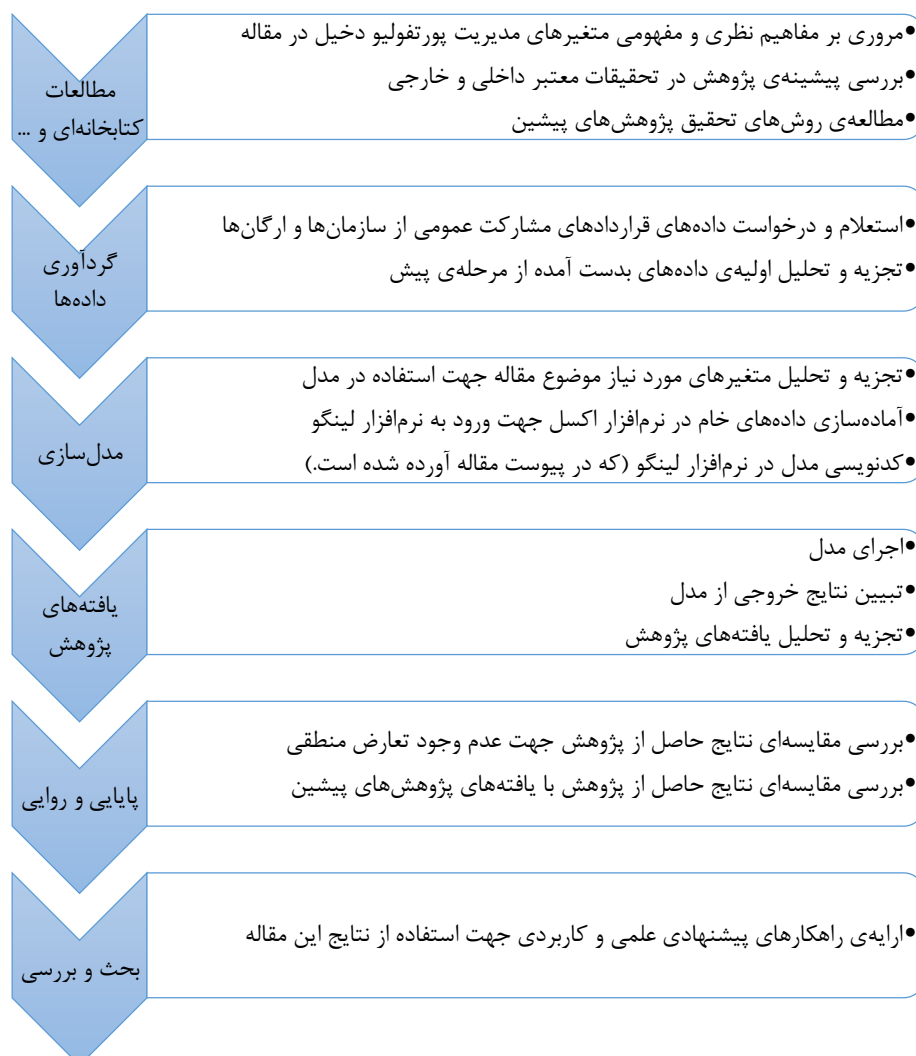 مطالعات
کتابخانه‌ای و ...
•مروری بر مفاهیم نظری و مفهومی متغیرهای مدیریت پورتفولیو دخیل در مقاله
•بررسی پیشینه‌ی پژوهش در تحقیقات معتبر داخلی و خارجی
•مطالعه‌ی روش‌های تحقیق پژوهش‌های پیشین
گردآوری
داده‌ها
•استعلام و درخواست داده‌های قراردادهای مشارکت عمومی از سازمان‌ها و ارگان‌ها
•تجزیه و تحلیل اولیه‌ی داده‌های بدست آمده از مرحله‌ی پیش
مدل‌سازی
•تجزیه و تحلیل متغیرهای مورد نیاز موضوع مقاله جهت استفاده در مدل
•آماده‌سازی داده‌های خام در نرم‌افزار اکسل جهت ورود به نرم‌افزار لینگو
•کدنویسی مدل در نرم‌افزار لینگو (که در پیوست مقاله آورده شده است.)
یافته‌های
پژوهش
•اجرای مدل
•تبیین نتایج خروجی از مدل
•تجزیه و تحلیل یافته‌های پژوهش
پایایی و روایی
•بررسی مقایسه‌ای نتایج حاصل از پژوهش جهت عدم وجود تعارض منطقی
•بررسی مقایسه‌ای نتایج حاصل از پژوهش با یافته‌های پژوهش‌های پیشین
بحث و بررسی
•ارایه‌ی راهکارهای پیشنهادی علمی و کاربردی جهت استفاده از نتایج این مقاله